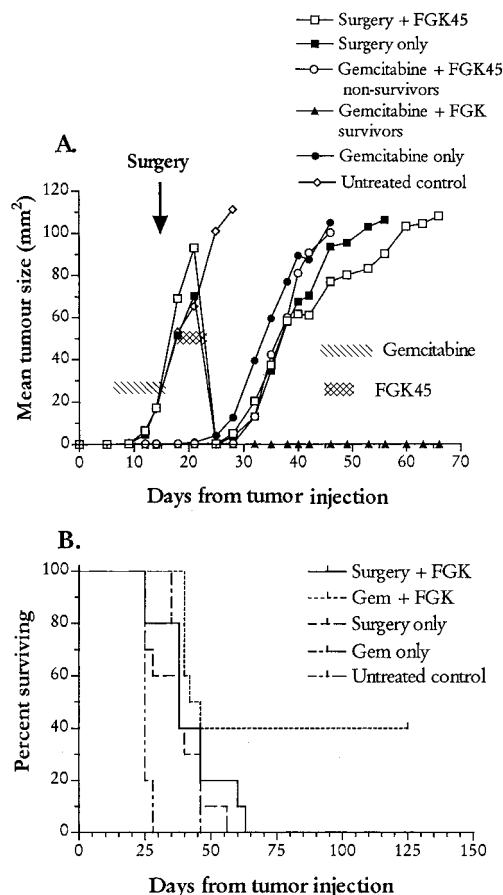 Surgery + FGK45
Surgery only
Gemcitabine + FGK45
non-survivors
Gemcitabine + FGK
survivors
Gemcitabine only
Untreated control
A.
Surgery
Mean tumour size (mm²)
120
100
80
60
40
20
0
Gemcitabine
FGK45
0 10 20 30 40 50 60 70
Days from tumor injection
B.
Surgery + FGK
Gem + FGK
Surgery only
Gem only
Untreated control
Percent surviving
100
80
60
40
20
0
0 25 50 75 100 125 150
Days from tumor injection